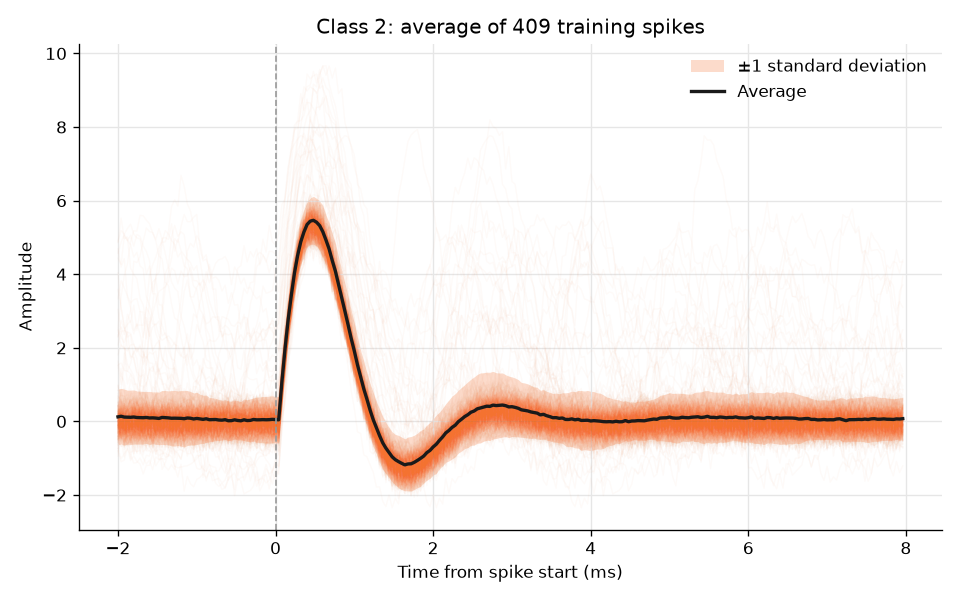 Class 2: average of 409 training spikes
±1 standard deviation
Average
10
8
6
4
2
0
−2
Amplitude
−2
0
2
4
6
8
Time from spike start (ms)